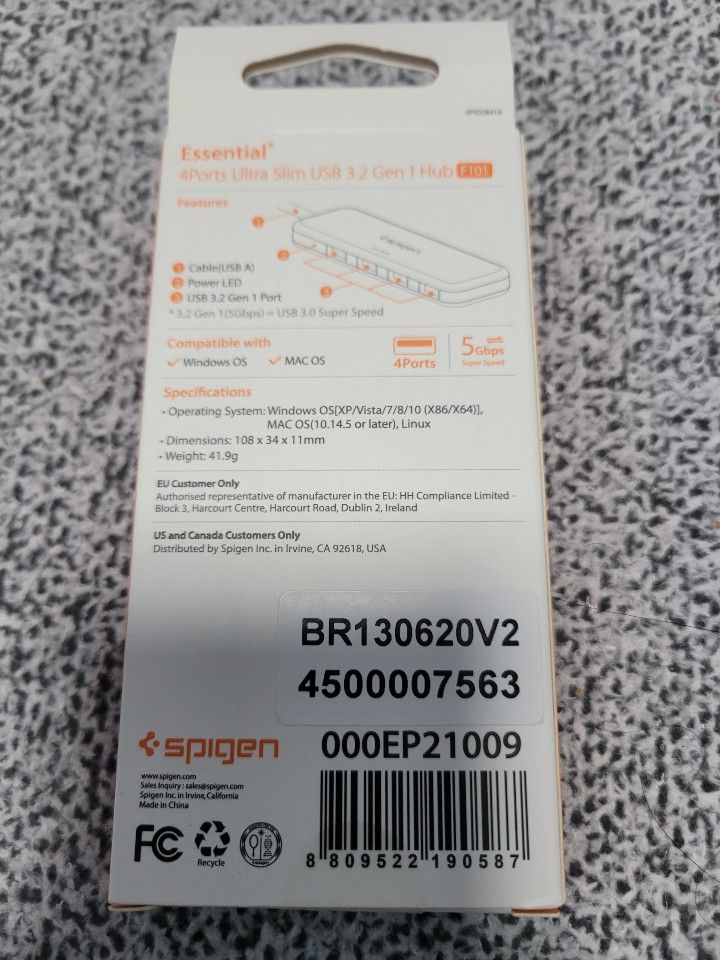 Essential®
4Ports Ultra Slim USB 3.2 Gen 1 Hub F101
Features
1
spigen
2
1 Cable(USB A)
2 Power LED
3 USB 3.2 Gen 1 Port
3
* 3.2 Gen 1(5Gbps) = USB 3.0 Super Speed
Compatible with
Windows OS MAC OS
4Ports
5Gbps
Super Speed
Specifications
• Operating System: Windows OS[XP/Vista/7/8/10 (X86/X64)],
MAC OS(10.14.5 or later), Linux
• Dimensions: 108 x 34 x 11mm
• Weight: 41.9g
EU Customer Only
Authorised representative of manufacturer in the EU: HH Compliance Limited -
Block 3, Harcourt Centre, Harcourt Road, Dublin 2, Ireland
US and Canada Customers Only
Distributed by Spigen Inc. in Irvine, CA 92618, USA
BR130620V2
4500007563
spigen
000EP21009
www.spigen.com
Sales Inquiry : sales@spigen.com
Spigen Inc. in Irvine, California
Made in China
FC
Recycle
8 809522 190587